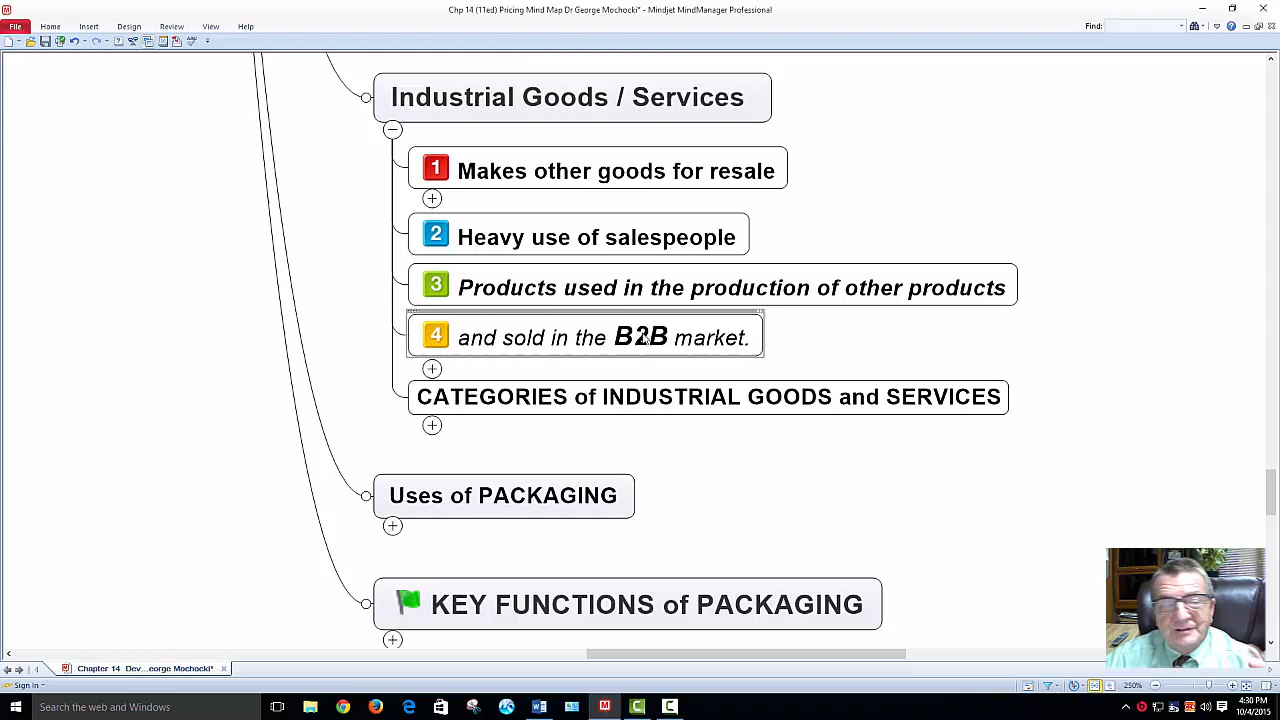 Chp 14 (11ed) Pricing Mind Map Dr George Mochocki* - Mindjet MindManager Professional
File Home Insert Design Review View Help
Find:
Industrial Goods / Services
1 Makes other goods for resale
2 Heavy use of salespeople
3 Products used in the production of other products
4 and sold in the B2B market.
CATEGORIES of INDUSTRIAL GOODS and SERVICES
Uses of PACKAGING
KEY FUNCTIONS of PACKAGING
Chapter 14 Dev...eorge Mochocki*
Sign In
250%
Search the web and Windows
4:30 PM
10/4/2015